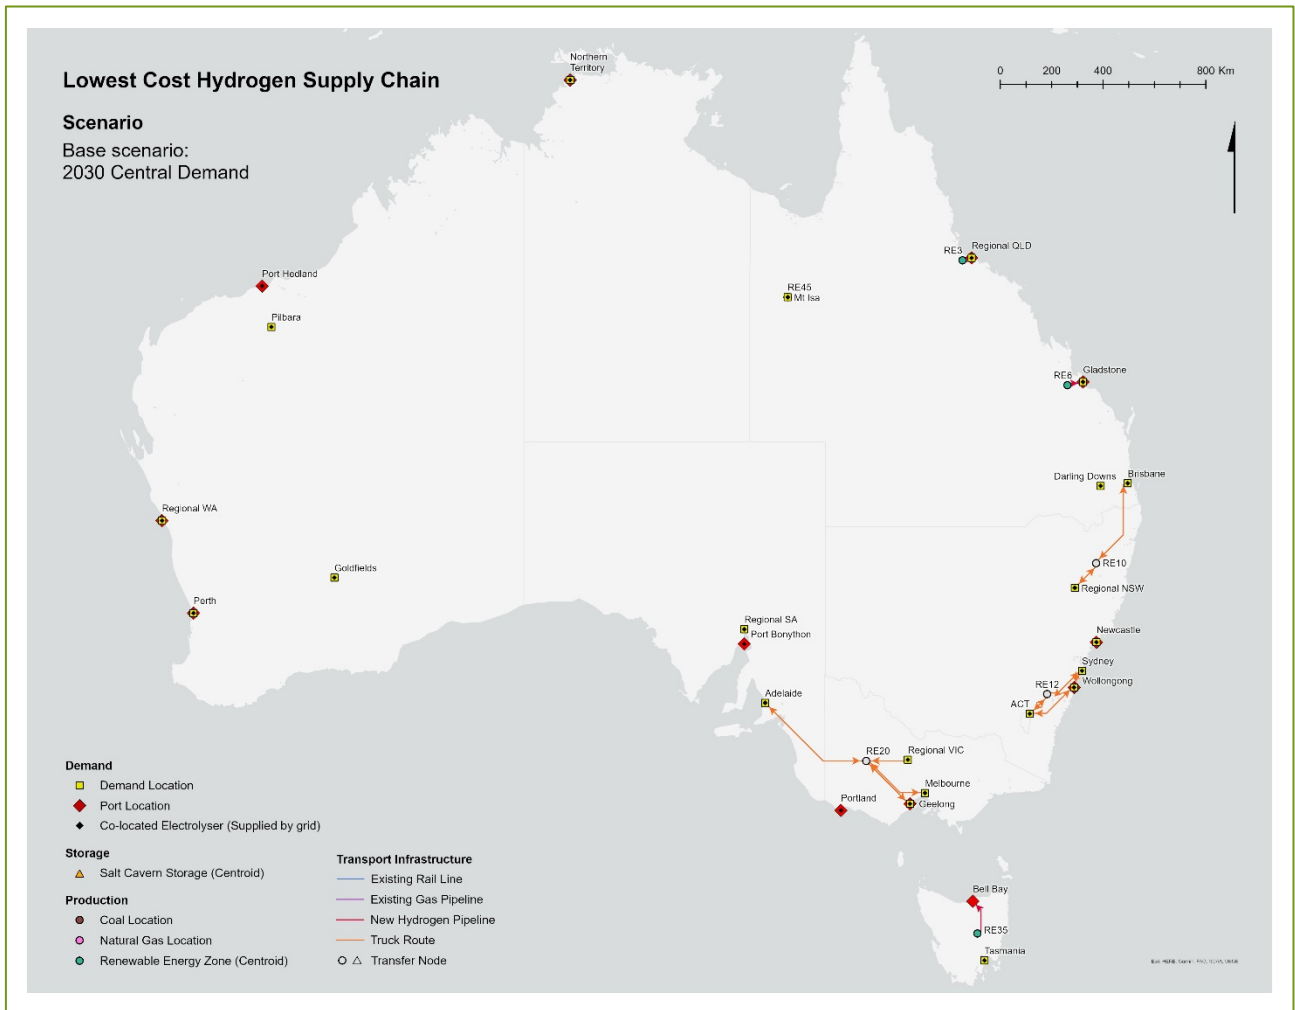 Lowest Cost Hydrogen Supply Chain
Scenario
Base scenario:
2030 Central Demand
0 200 400 800 Km
Northern
Territory
Port Hedland
Pilbara
RE3
Regional QLD
RE45
Mt Isa
RE6
Gladstone
Darling Downs
Brisbane
RE10
Regional NSW
Regional WA
Goldfields
Perth
Regional SA
Port Bonython
Newcastle
Sydney
RE12
Wollongong
ACT
Adelaide
RE20
Regional VIC
Melbourne
Geelong
Portland
Bell Bay
RE35
Tasmania
Demand
Demand Location
Port Location
Co-located Electrolyser (Supplied by grid)
Storage
Salt Cavern Storage (Centroid)
Production
Coal Location
Natural Gas Location
Renewable Energy Zone (Centroid)
Transport Infrastructure
Existing Rail Line
Existing Gas Pipeline
New Hydrogen Pipeline
Truck Route
Transfer Node